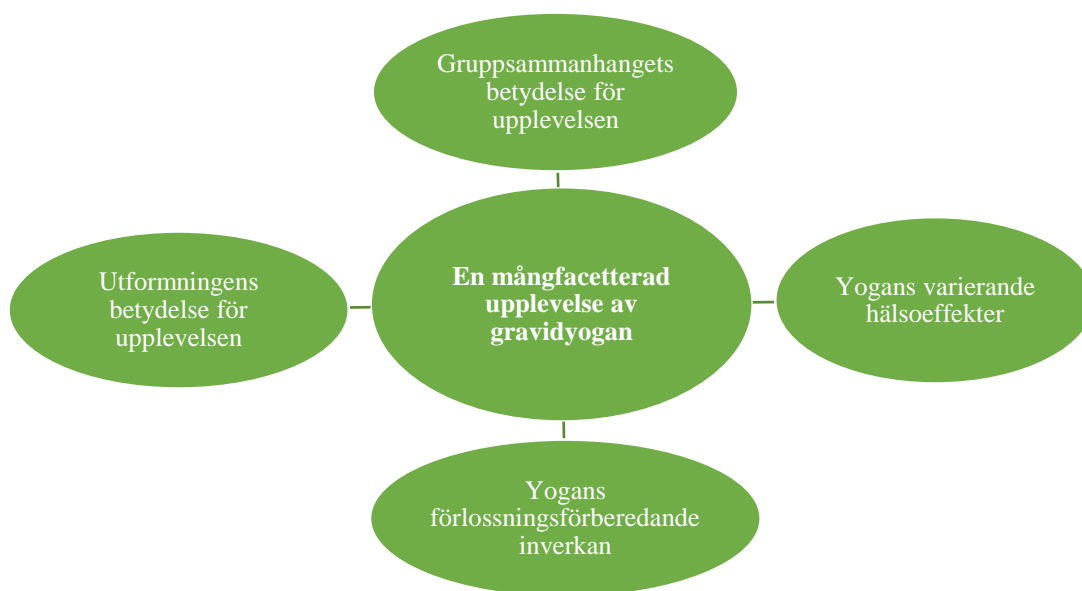 Gruppsammanhangets
betydelse för
upplevelsen
Utformningens
betydelse för
upplevelsen
En mångfacetterad
upplevelse av
gravidyogan
Yogans varierande
hälsoeffekter
Yogans
förlossningsförberedande
inverkan